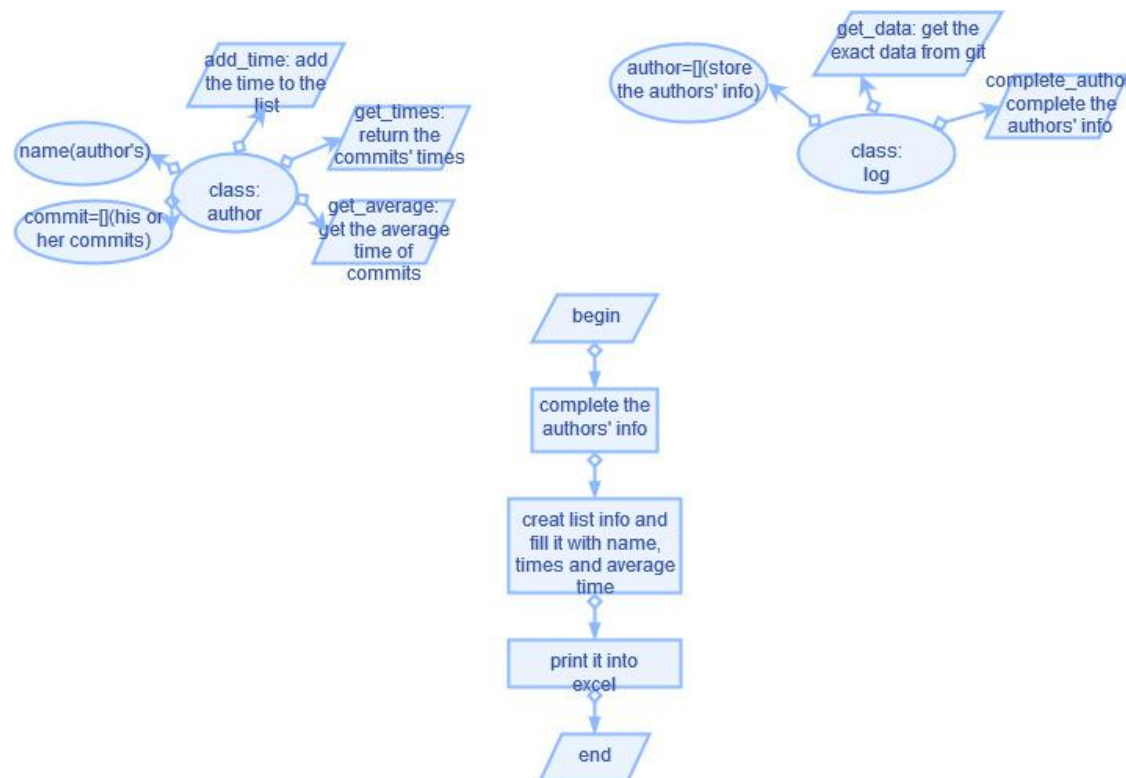 add_time: add
the time to the
list
get_times:
return the
commits' times
name(author's)
class:
author
commit=[](his or
her commits)
get_average:
get the average
time of
commits
get_data: get the
exact data from git
author=[](store
the authors' info)
complete_author
complete the
authors' info
class:
log
begin
complete the
authors' info
creat list info and
fill it with name,
times and average
time
print it into
excel
end